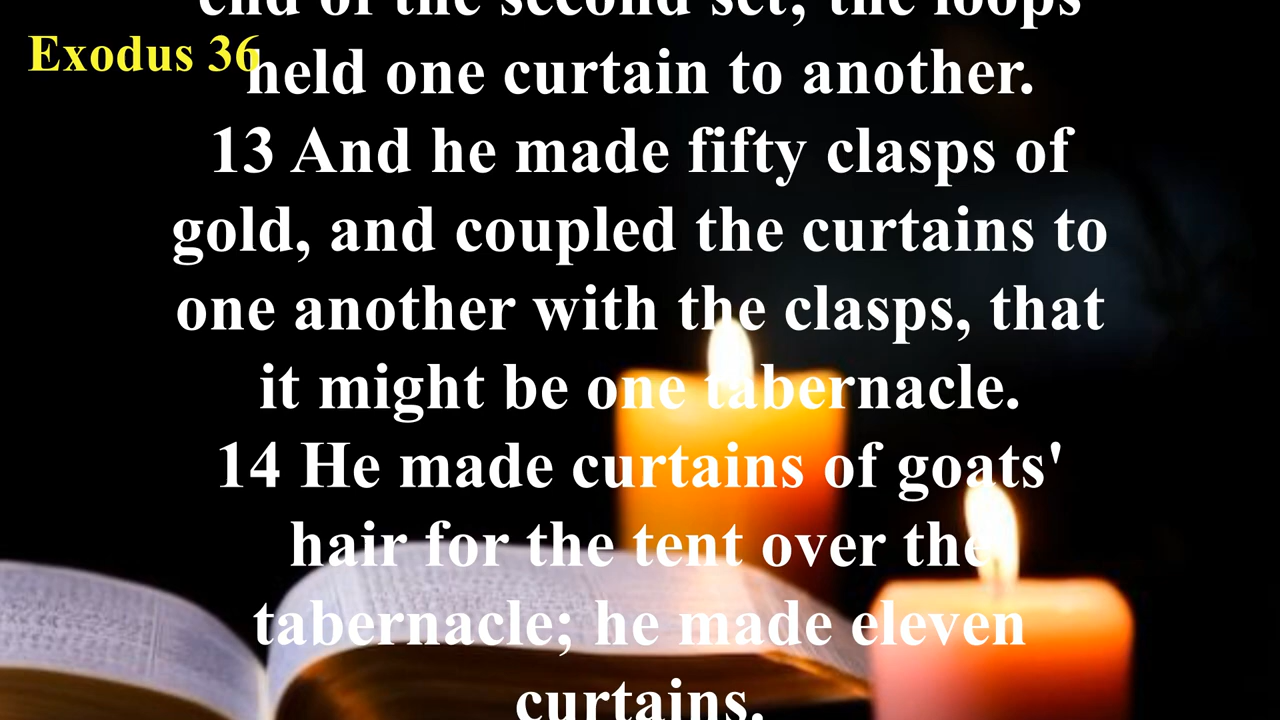 end of the second set; the loops
Exodus 36
held one curtain to another.
13 And he made fifty clasps of
gold, and coupled the curtains to
one another with the clasps, that
it might be one tabernacle.
14 He made curtains of goats'
hair for the tent over the
tabernacle; he made eleven
curtains.